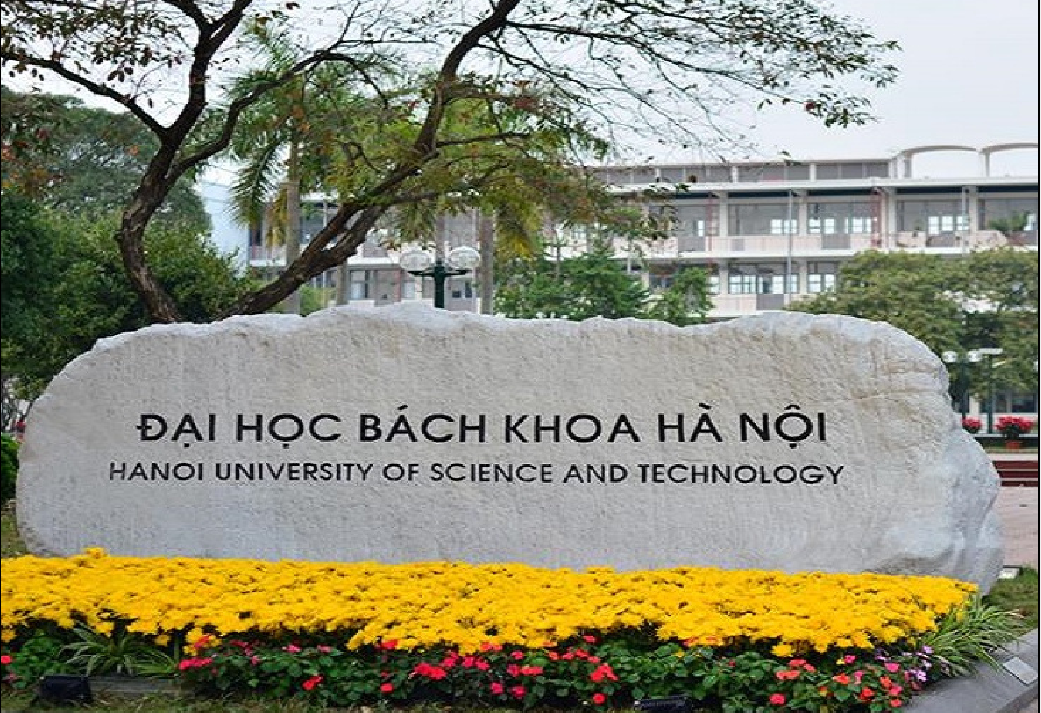 ĐẠI HỌC BÁCH KHOA HÀ NỘI
HANOI UNIVERSITY OF SCIENCE AND TECHNOLOGY